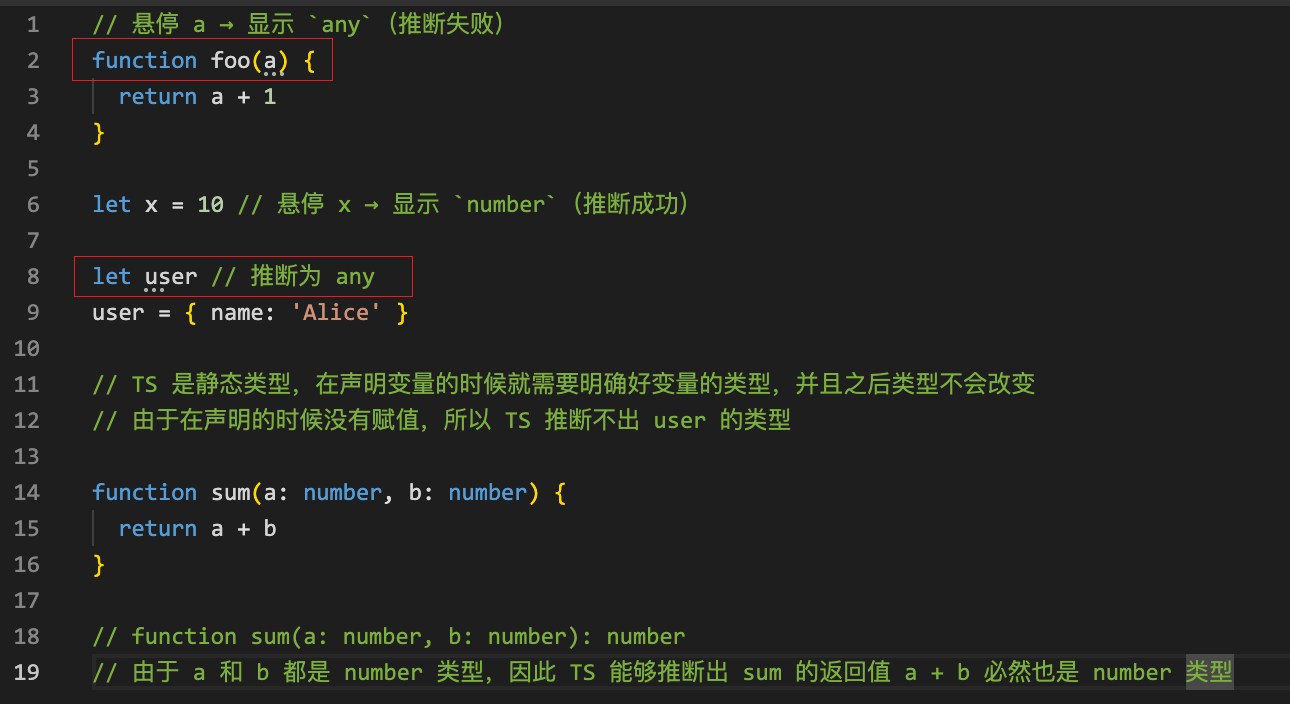 1 // 悬停 a → 显示 `any`（推断失败）
2 function foo(a) {
3 return a + 1
4 }
5
6 let x = 10 // 悬停 x → 显示 `number`（推断成功）
7
8 let user // 推断为 any
9 user = { name: 'Alice' }
10
11 // TS 是静态类型，在声明变量的时候就需要明确好变量的类型，并且之后类型不会改变
12 // 由于在声明的时候没有赋值，所以 TS 推断不出 user 的类型
13
14 function sum(a: number, b: number) {
15 return a + b
16 }
17
18 // function sum(a: number, b: number): number
19 // 由于 a 和 b 都是 number 类型，因此 TS 能够推断出 sum 的返回值 a + b 必然也是 number 类型